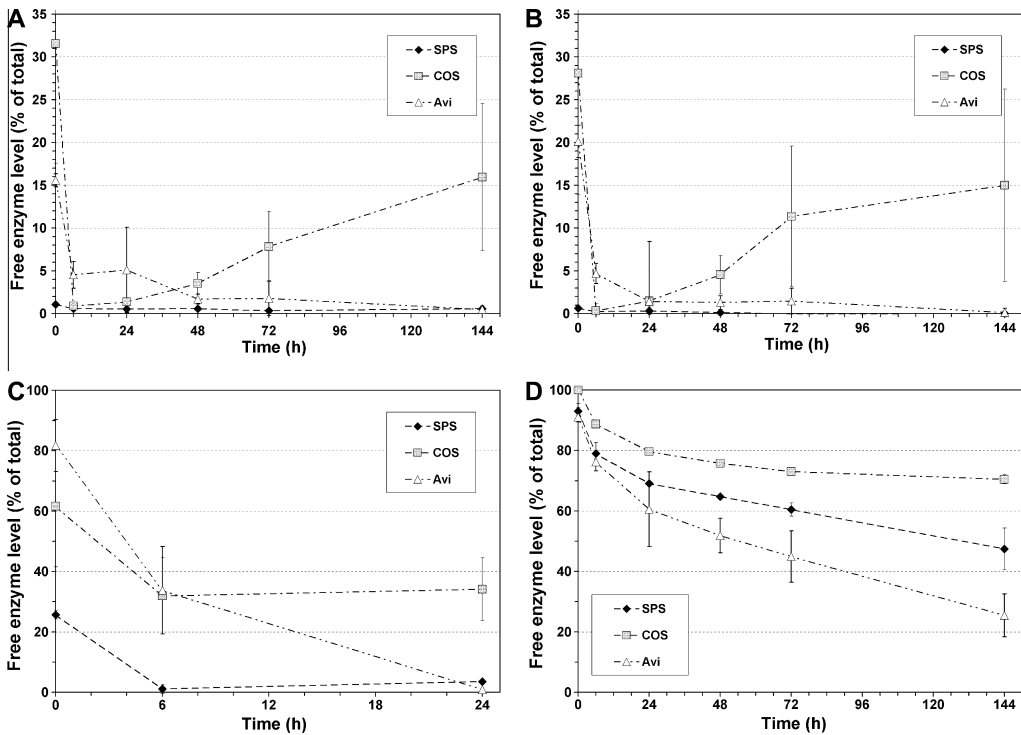 A
Free enzyme level (% of total)
35
30
25
20
15
10
5
0
0 24 48 72 96 120 144
Time (h)
SPS
COS
Avi
B
Free enzyme level (% of total)
35
30
25
20
15
10
5
0
0 24 48 72 96 120 144
Time (h)
SPS
COS
Avi
C
Free enzyme level (% of total)
100
80
60
40
20
0
0 6 12 18 24
Time (h)
SPS
COS
Avi
D
Free enzyme level (% of total)
100
80
60
40
20
0
0 24 48 72 96 120 144
Time (h)
SPS
COS
Avi